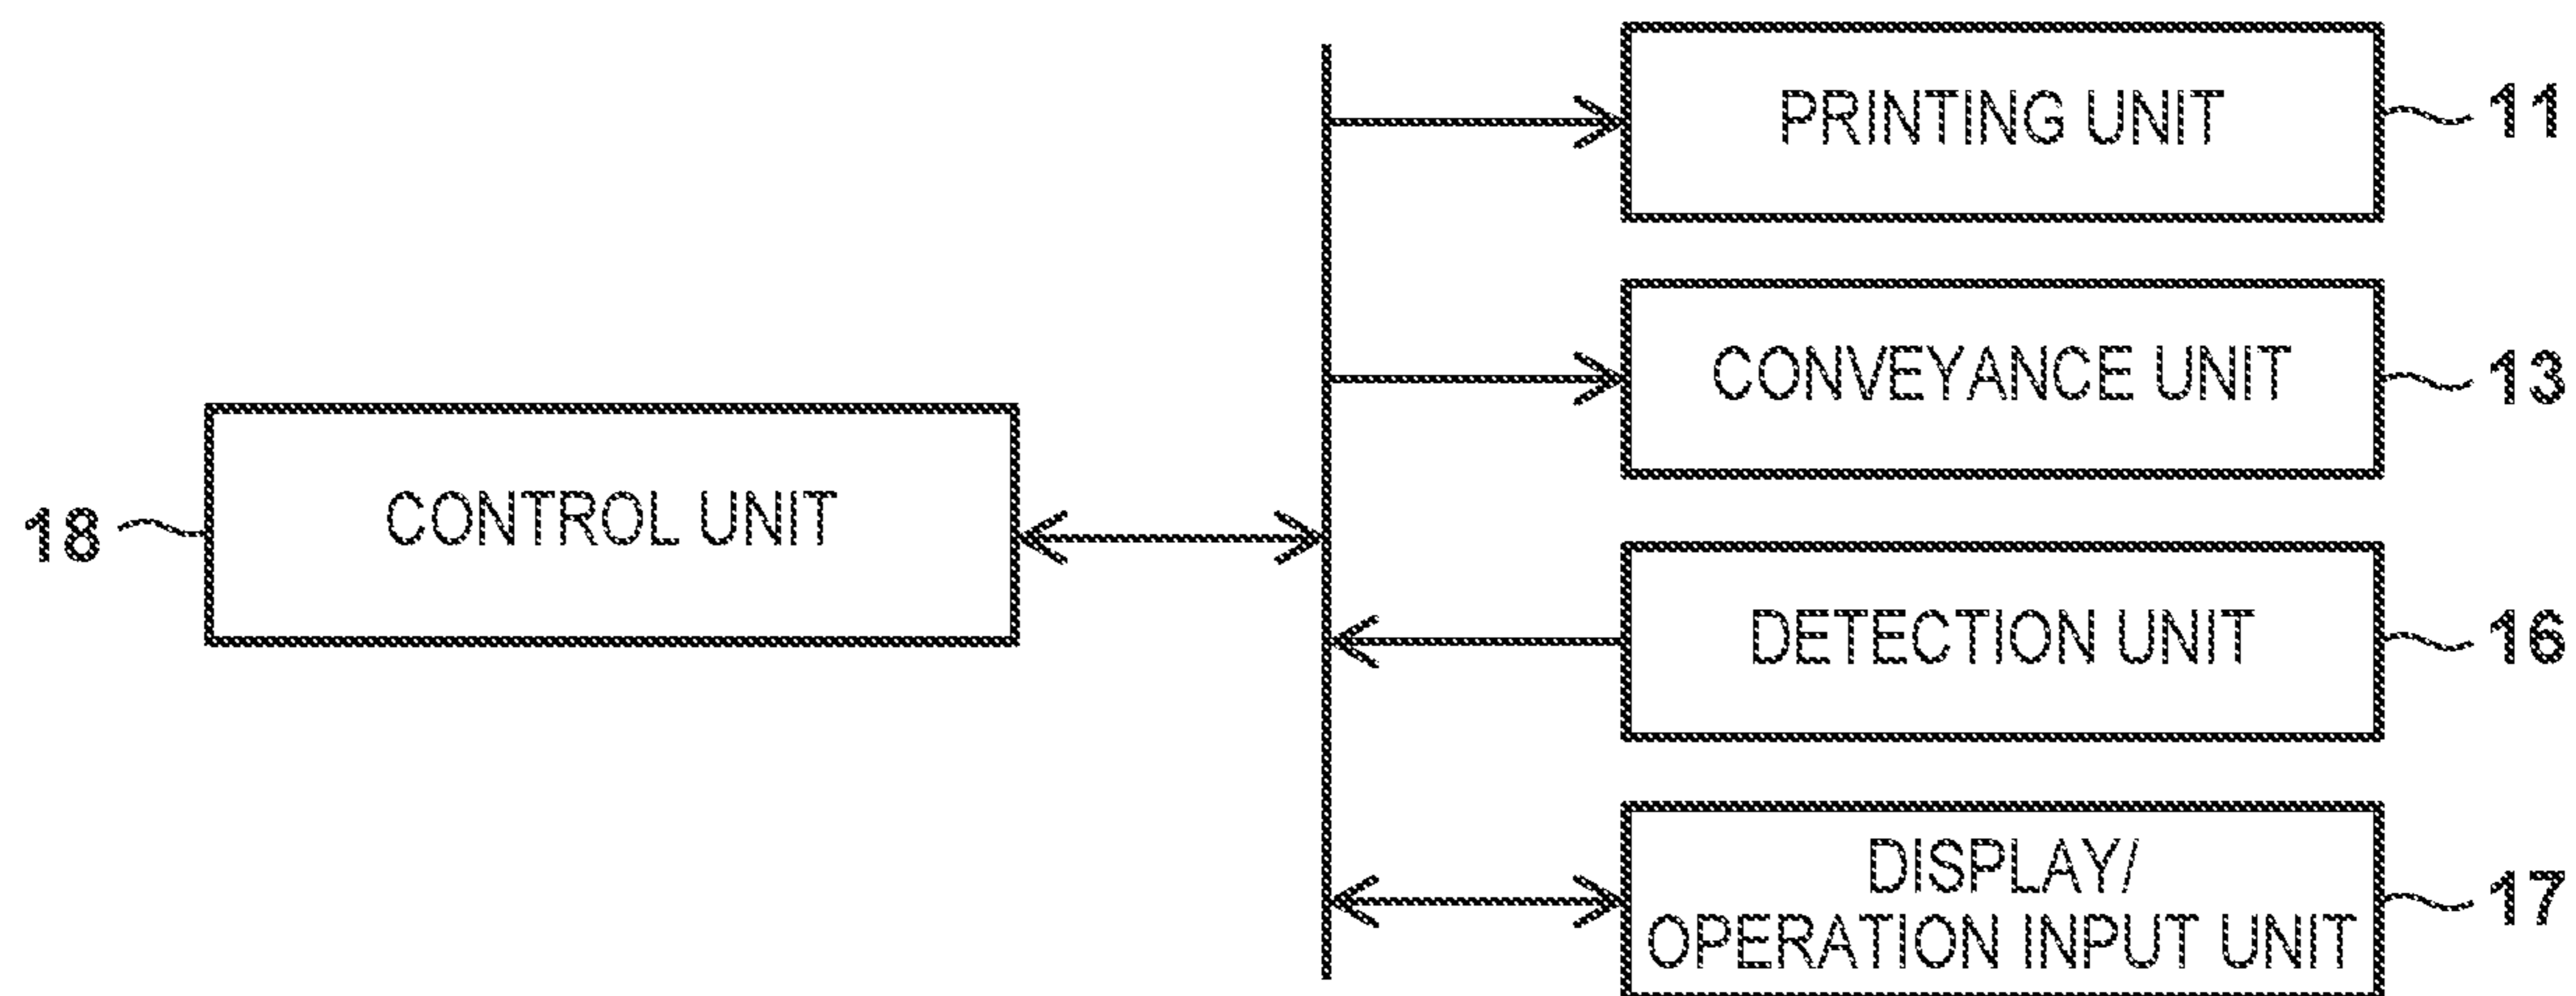 PRINTING UNIT
11
CONVEYANCE UNIT
13
18
CONTROL UNIT
DETECTION UNIT
16
DISPLAY/
OPERATION INPUT UNIT
17